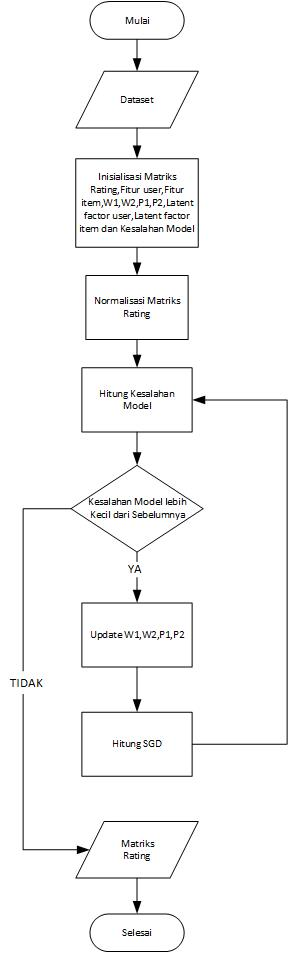 Mulai
Dataset
Inisialisasi Matriks
Rating,Fitur user,Fitur
item,W1,W2,P1,P2,Latent
factor user,Latent factor
item dan Kesalahan Model
Normalisasi Matriks
Rating
Hitung Kesalahan
Model
Kesalahan Model lebih
Kecil dari Sebelumnya
YA
Update W1,W2,P1,P2
TIDAK
Hitung SGD
Matriks
Rating
Selesai